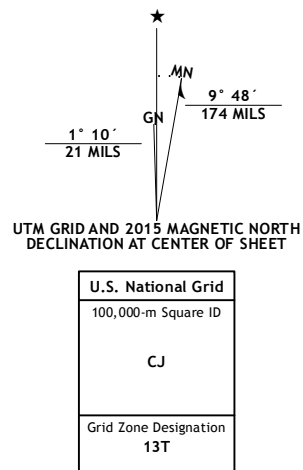 ★
MN
GN
9° 48´
174 MILS
1° 10´
21 MILS
UTM GRID AND 2015 MAGNETIC NORTH
DECLINATION AT CENTER OF SHEET
U.S. National Grid
100,000-m Square ID
CJ
Grid Zone Designation
13T